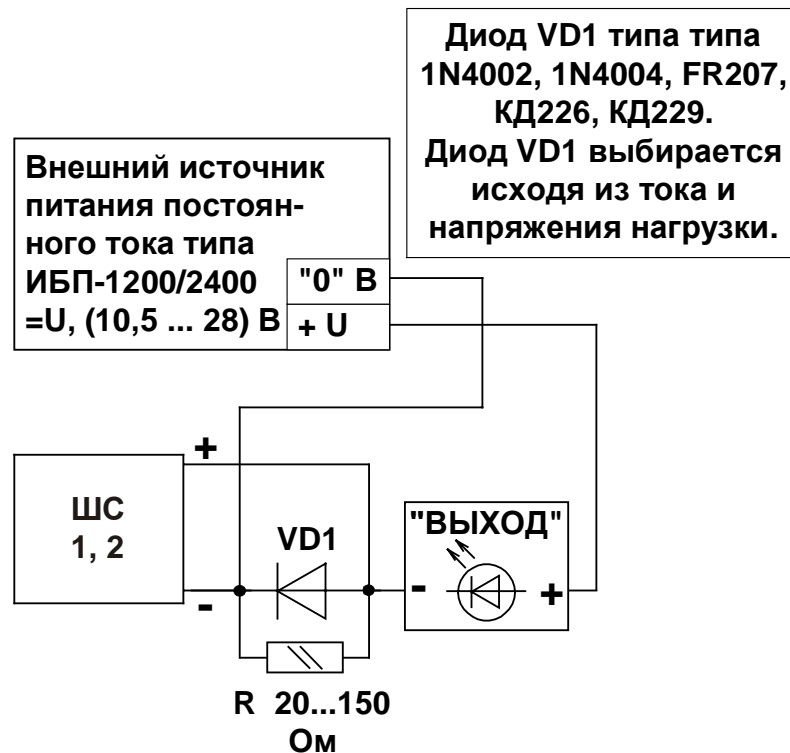 Диод VD1 типа типа
1N4002, 1N4004, FR207,
КД226, КД229.
Диод VD1 выбирается
исходя из тока и
напряжения нагрузки.
Внешний источник
питания постоян-
ного тока типа
ИБП-1200/2400
=U, (10,5 ... 28) В
"0" В
+ U
+
ШС
1, 2
-
VD1
"ВЫХОД"
-
+
R 20...150
Ом